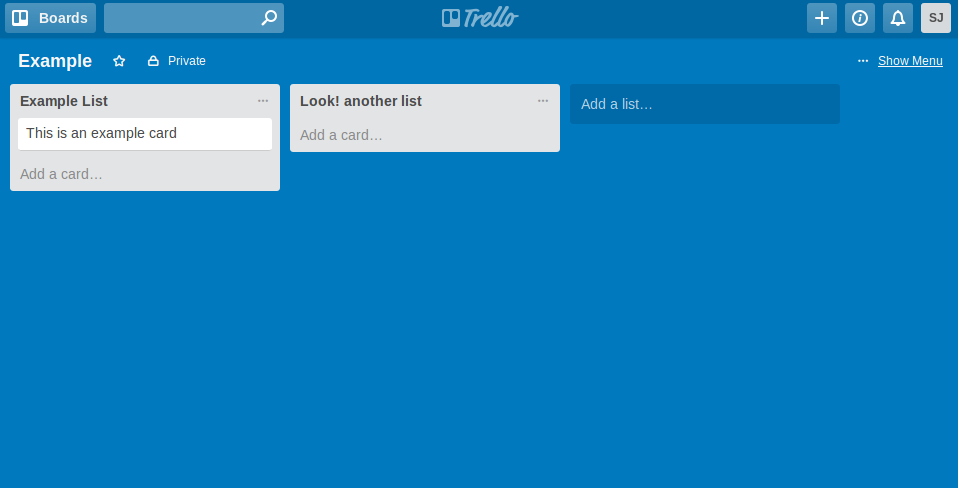 Boards
Trello
SJ
Example
Private
Show Menu
Example List
This is an example card
Add a card…
Look! another list
Add a card…
Add a list…